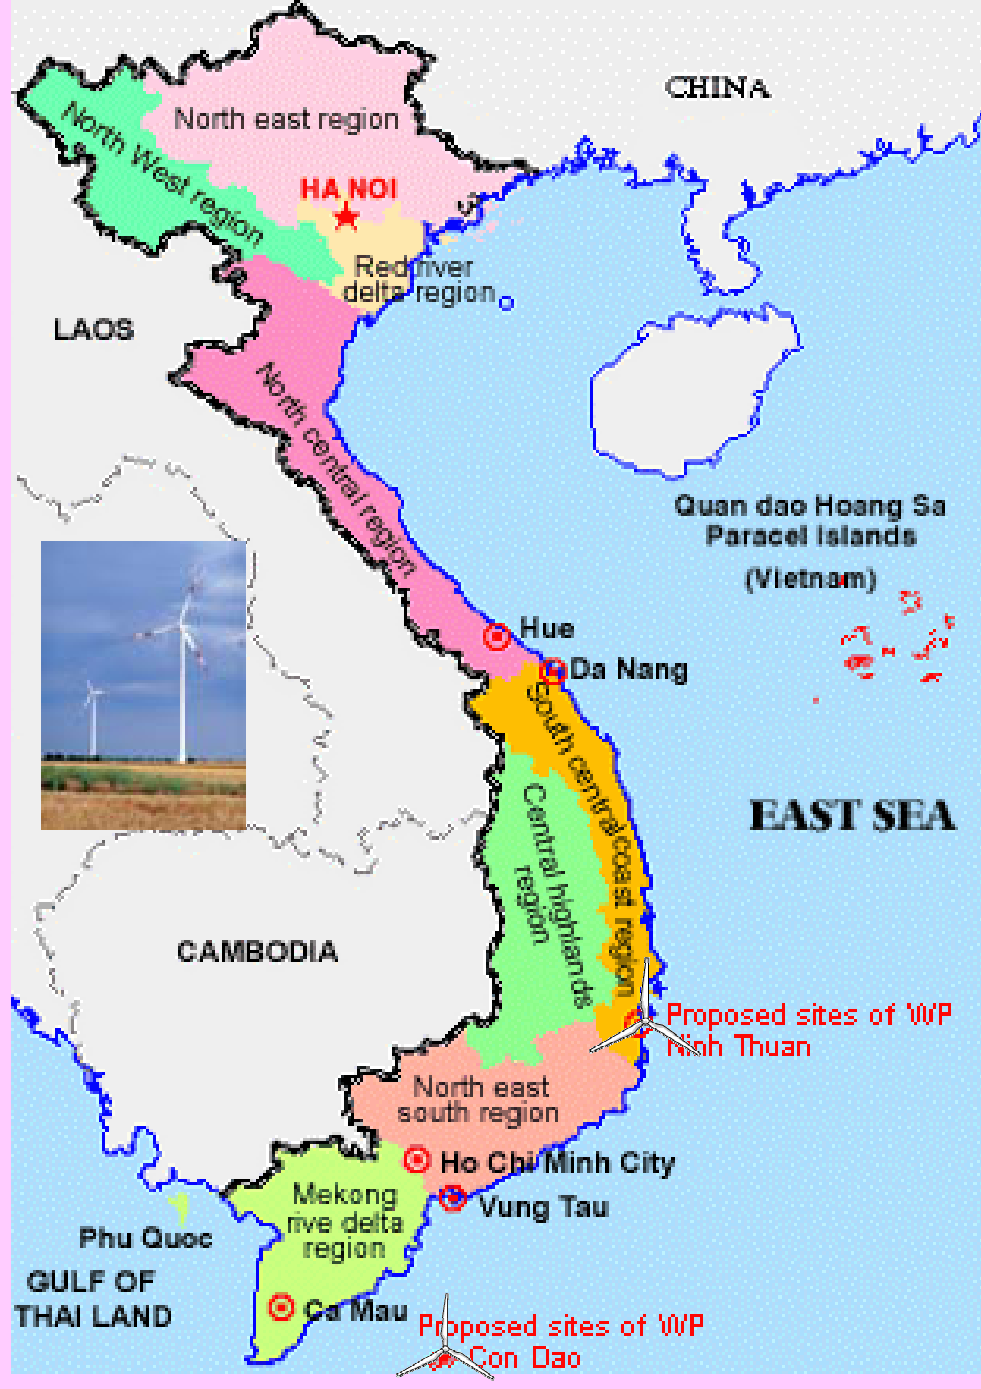 CHINA
North east region
North West region
HA NOI
Red river
delta region
LAOS
North central region
Quan dao Hoang Sa
Paracel Islands
(Vietnam)
Hue
Da Nang
South central coast region
Central highlands
region
EAST SEA
CAMBODIA
Proposed sites of WP
Ninh Thuan
North east
south region
Ho Chi Minh City
Mekong
rive delta
region
Vung Tau
Phu Quoc
GULF OF
THAI LAND
Ca Mau
Proposed sites of WP
Con Dao